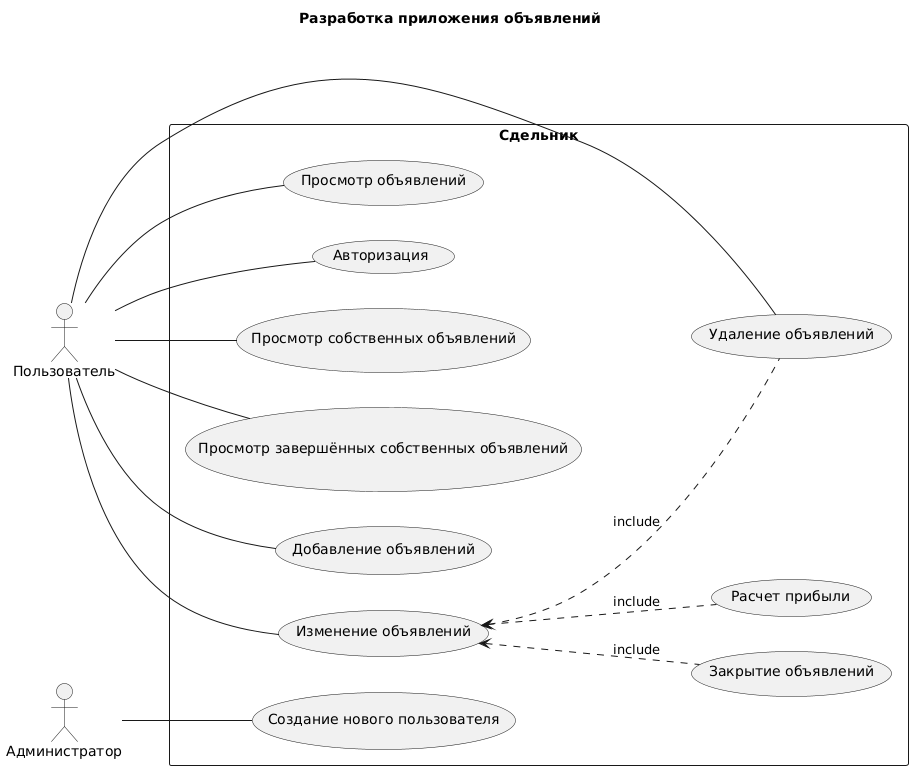 Разработка приложения объявлений
Сдельник
Просмотр объявлений
Авторизация
Просмотр собственных объявлений
Удаление объявлений
Пользователь
Просмотр завершённых собственных объявлений
include
Добавление объявлений
Расчет прибыли
include
Изменение объявлений
include
Закрытие объявлений
Создание нового пользователя
Администратор